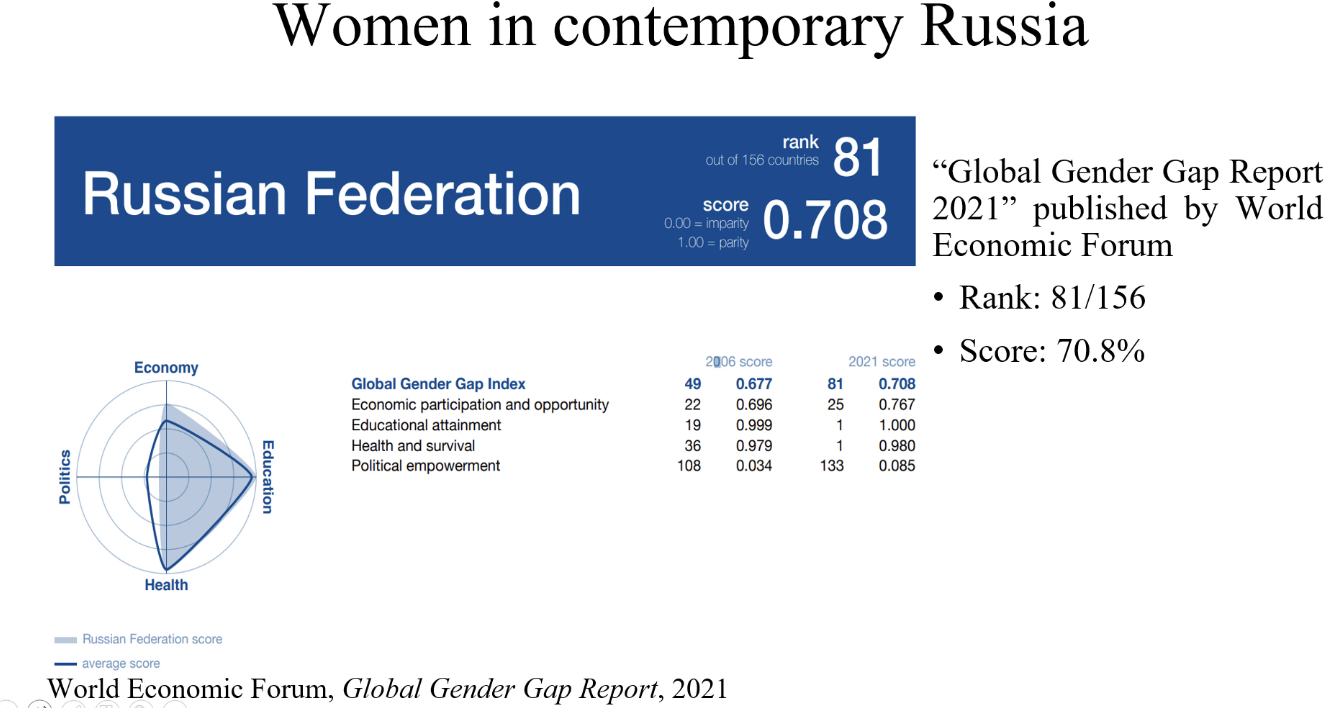 Women in contemporary Russia
Russian Federation
rank
out of 156 countries
81
score
0.00 = imparity
1.00 = parity
0.708
“Global Gender Gap Report
2021” published by World
Economic Forum
• Rank: 81/156
• Score: 70.8%
Economy
Education
Health
Politics
Russian Federation score
average score
2006 score 2021 score
Global Gender Gap Index 49 0.677 81 0.708
Economic participation and opportunity 22 0.696 25 0.767
Educational attainment 19 0.999 1 1.000
Health and survival 36 0.979 1 0.980
Political empowerment 108 0.034 133 0.085
World Economic Forum, Global Gender Gap Report, 2021